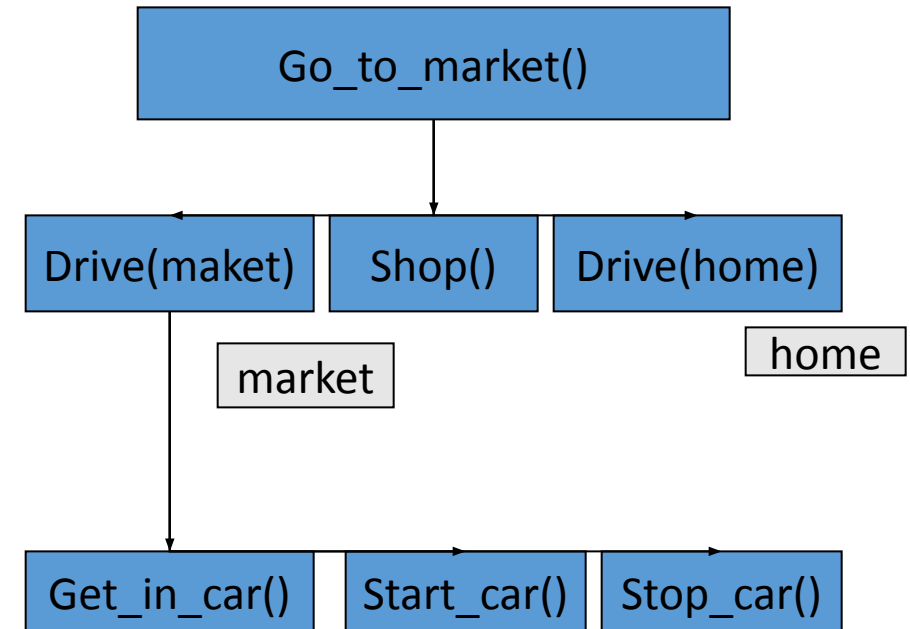 Go_to_market()
Drive(maket)
Shop()
Drive(home)
market
home
Get_in_car()
Start_car()
Stop_car()